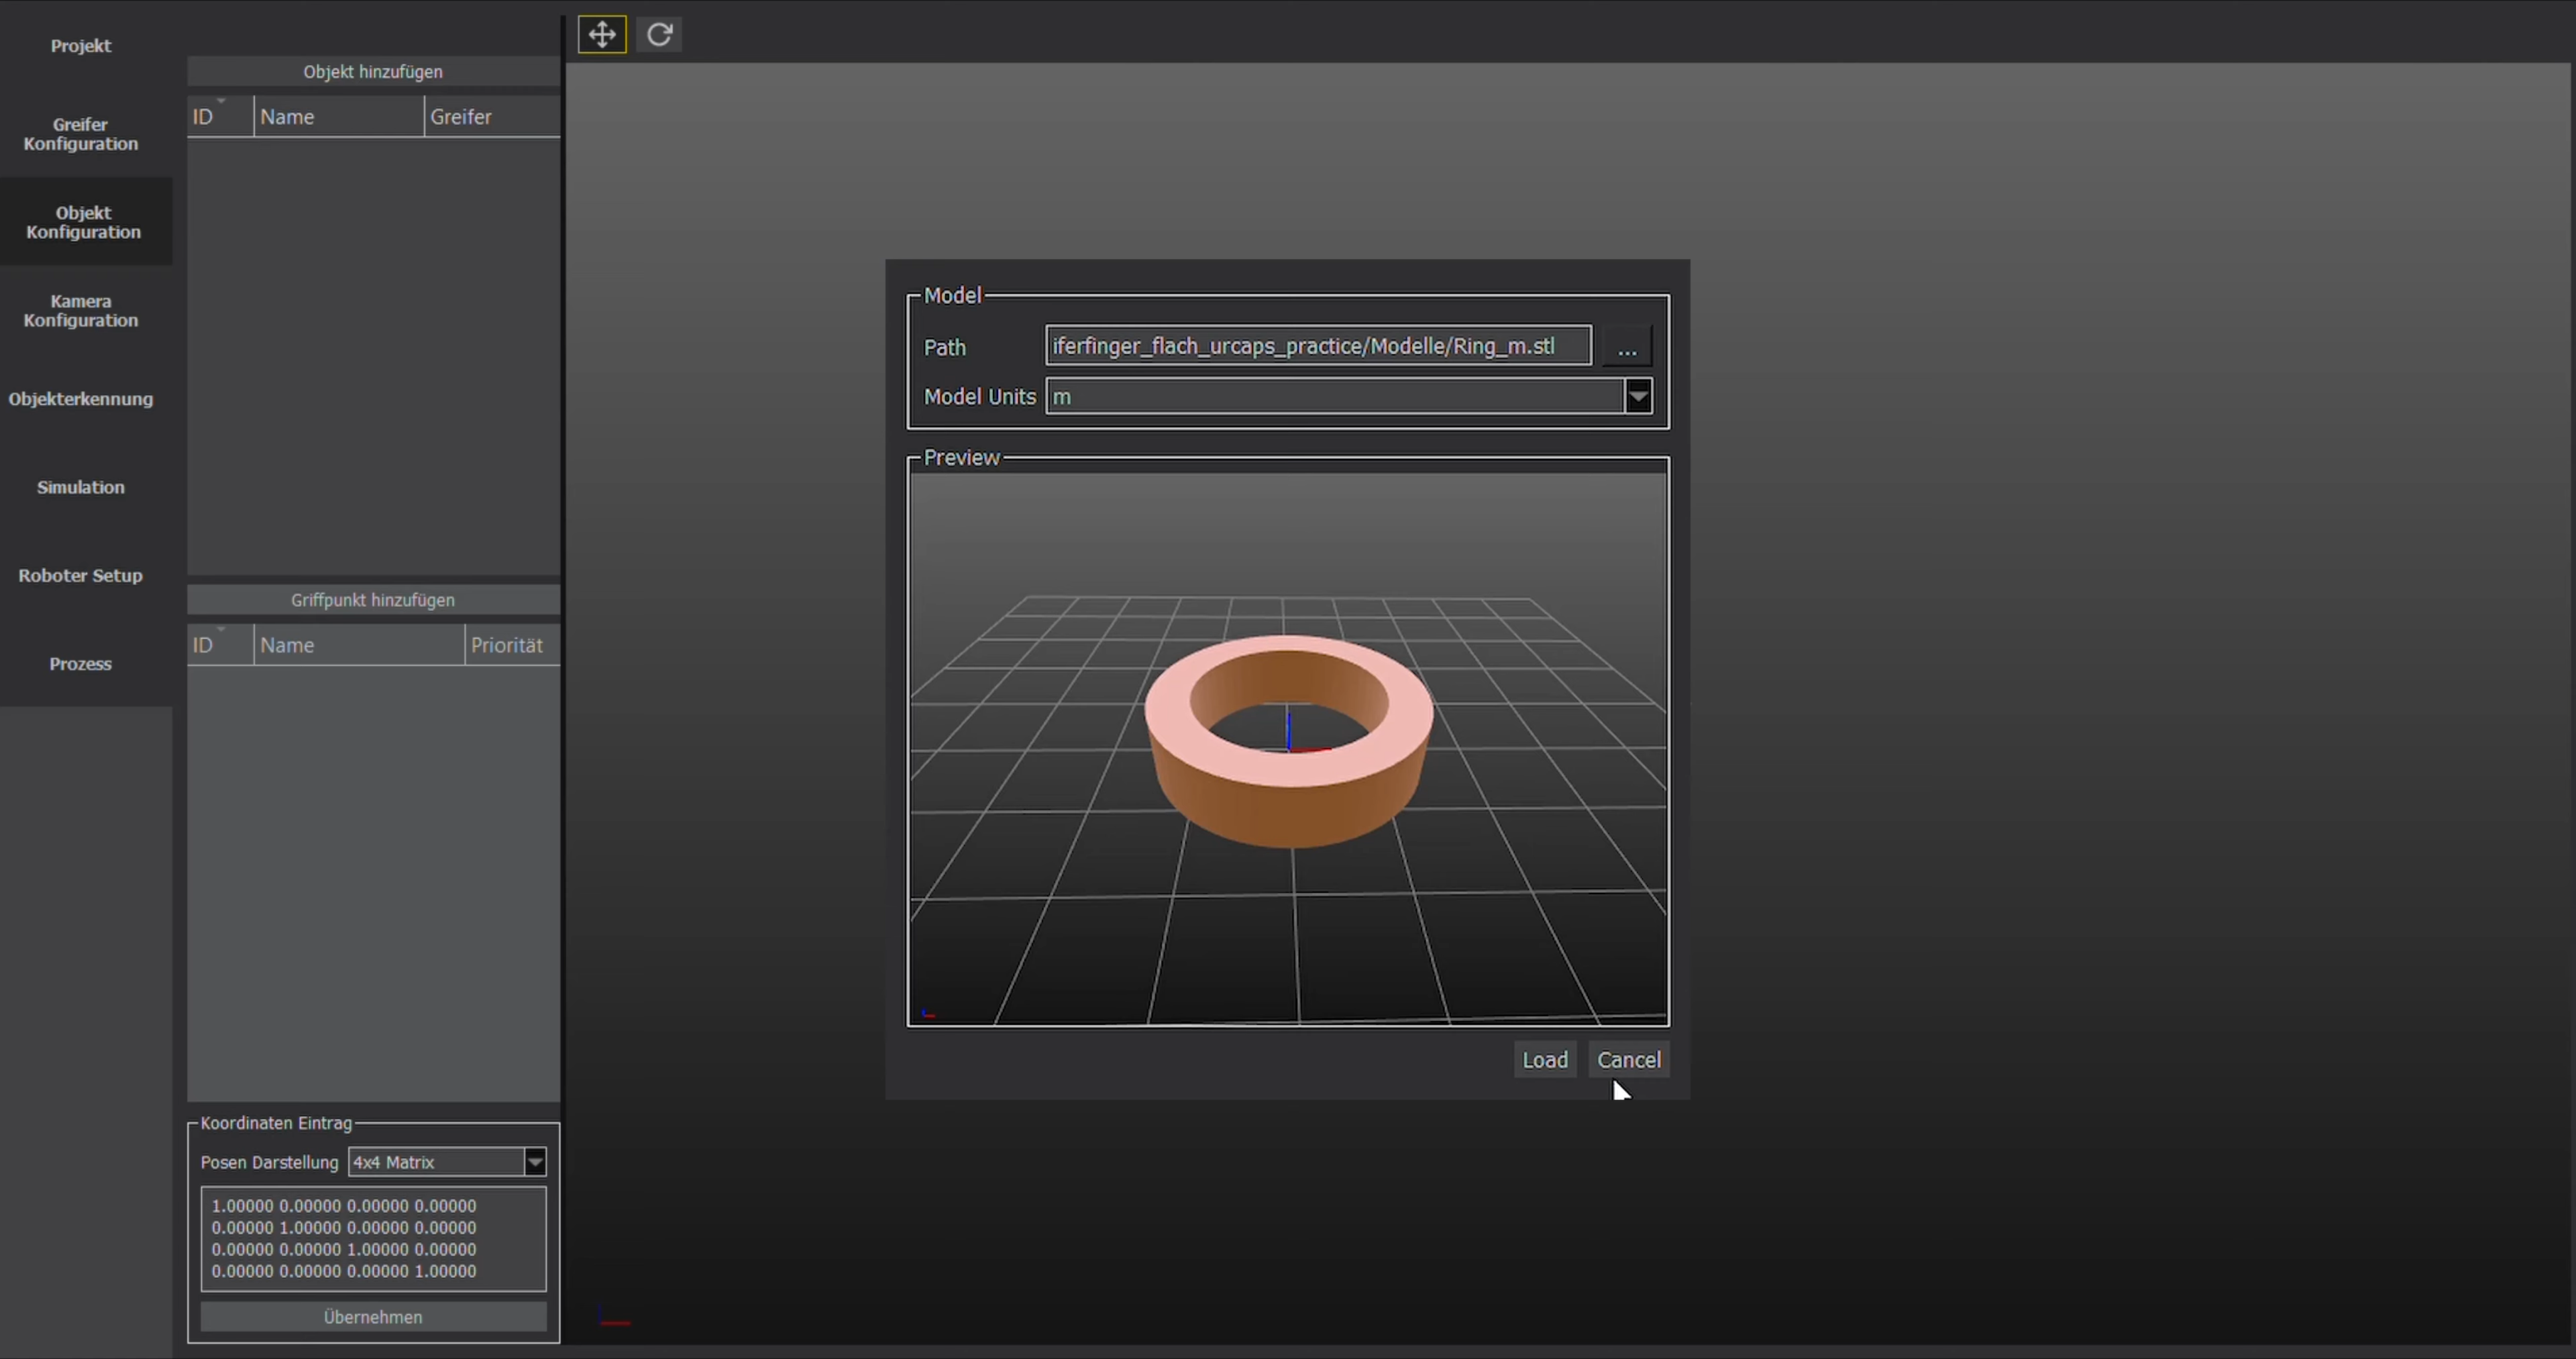 Projekt
Greifer
Konfiguration
Objekt
Konfiguration
Kamera
Konfiguration
Objekterkennung
Simulation
Roboter Setup
Prozess
Objekt hinzufügen
ID Name Greifer
Griffpunkt hinzufügen
ID Name Priorität
Koordinaten Eintrag
Posen Darstellung 4x4 Matrix
1.00000 0.00000 0.00000 0.00000
0.00000 1.00000 0.00000 0.00000
0.00000 0.00000 1.00000 0.00000
0.00000 0.00000 0.00000 1.00000
Übernehmen
Model
Path iferfinger_flach_urcaps_practice/Modelle/Ring_m.stl ...
Model Units m
Preview
Load Cancel